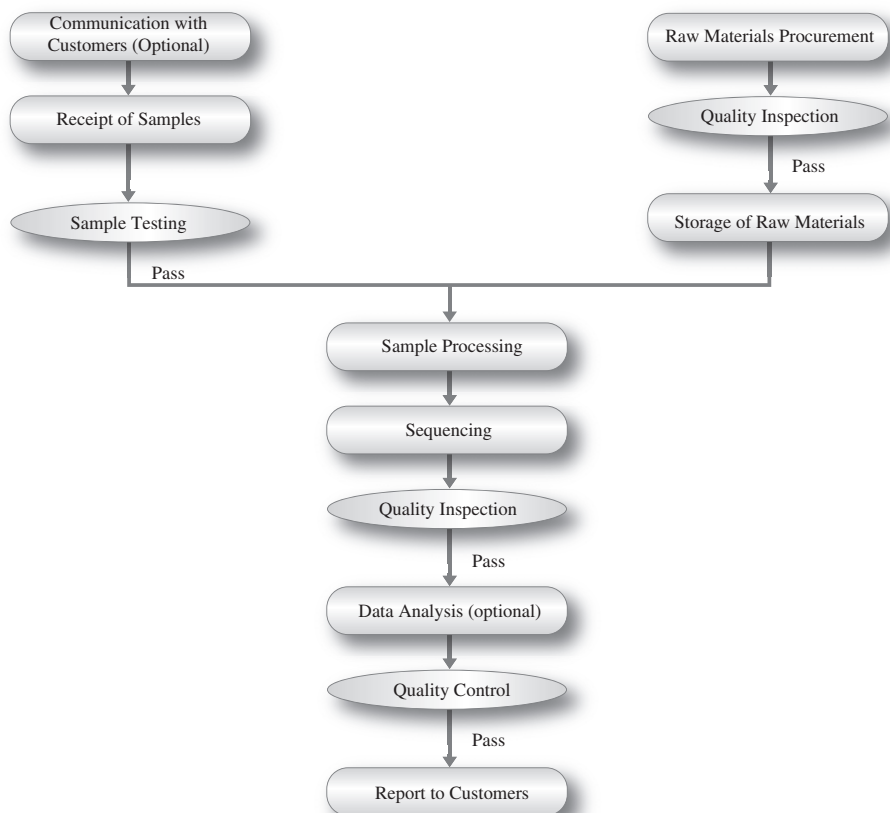 Communication with
Customers (Optional)
Raw Materials Procurement
Receipt of Samples
Quality Inspection
Pass
Sample Testing
Storage of Raw Materials
Pass
Sample Processing
Sequencing
Quality Inspection
Pass
Data Analysis (optional)
Quality Control
Pass
Report to Customers